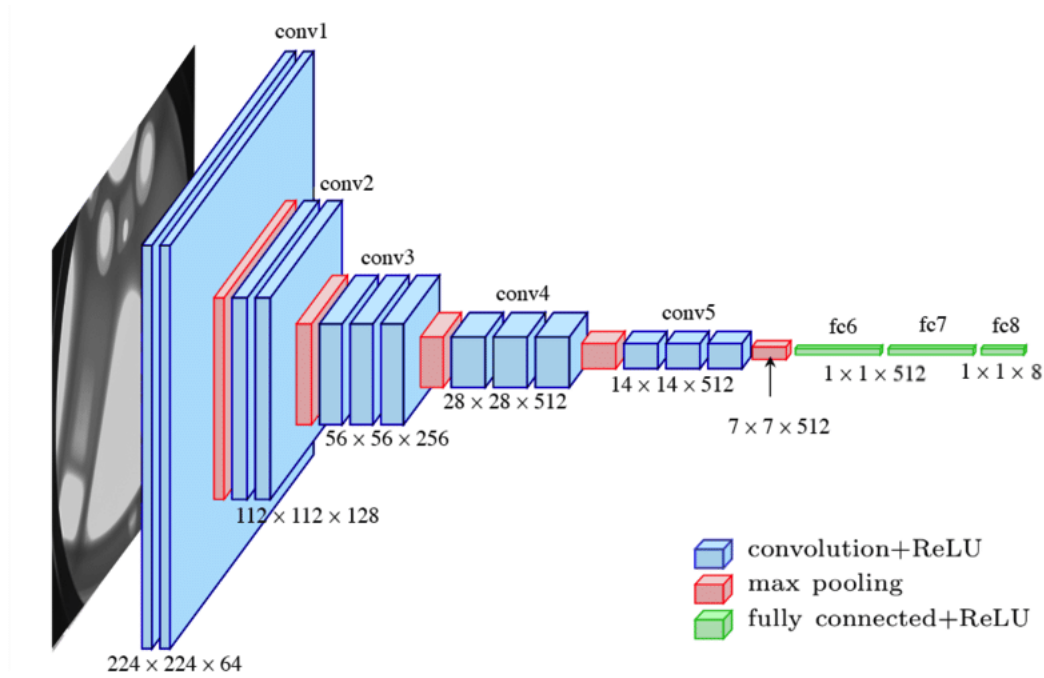 conv1
conv2
conv3
conv4
conv5
fc6
fc7
fc8
224 × 224 × 64
112 × 112 × 128
56 × 56 × 256
28 × 28 × 512
14 × 14 × 512
7 × 7 × 512
1 × 1 × 512
1 × 1 × 8
convolution+ReLU
max pooling
fully connected+ReLU